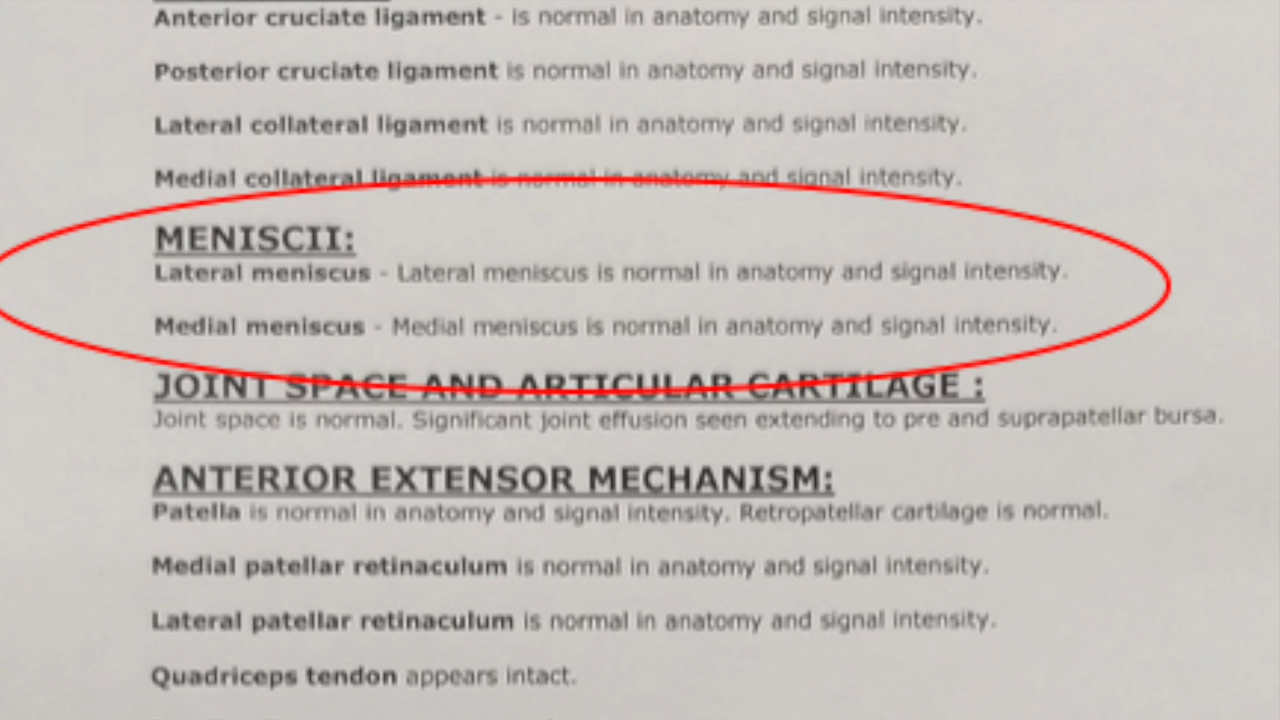 Anterior cruciate ligament - is normal in anatomy and signal intensity.
Posterior cruciate ligament is normal in anatomy and signal intensity.
Lateral collateral ligament is normal in anatomy and signal intensity.
Medial collateral ligament is normal in anatomy and signal intensity.
MENISCII:
Lateral meniscus - Lateral meniscus is normal in anatomy and signal intensity.
Medial meniscus - Medial meniscus is normal in anatomy and signal intensity.
JOINT SPACE AND ARTICULAR CARTILAGE :
Joint space is normal. Significant joint effusion seen extending to pre and suprapatellar bursa.
ANTERIOR EXTENSOR MECHANISM:
Patella is normal in anatomy and signal intensity. Retropatellar cartilage is normal.
Medial patellar retinaculum is normal in anatomy and signal intensity.
Lateral patellar retinaculum is normal in anatomy and signal intensity.
Quadriceps tendon appears intact.